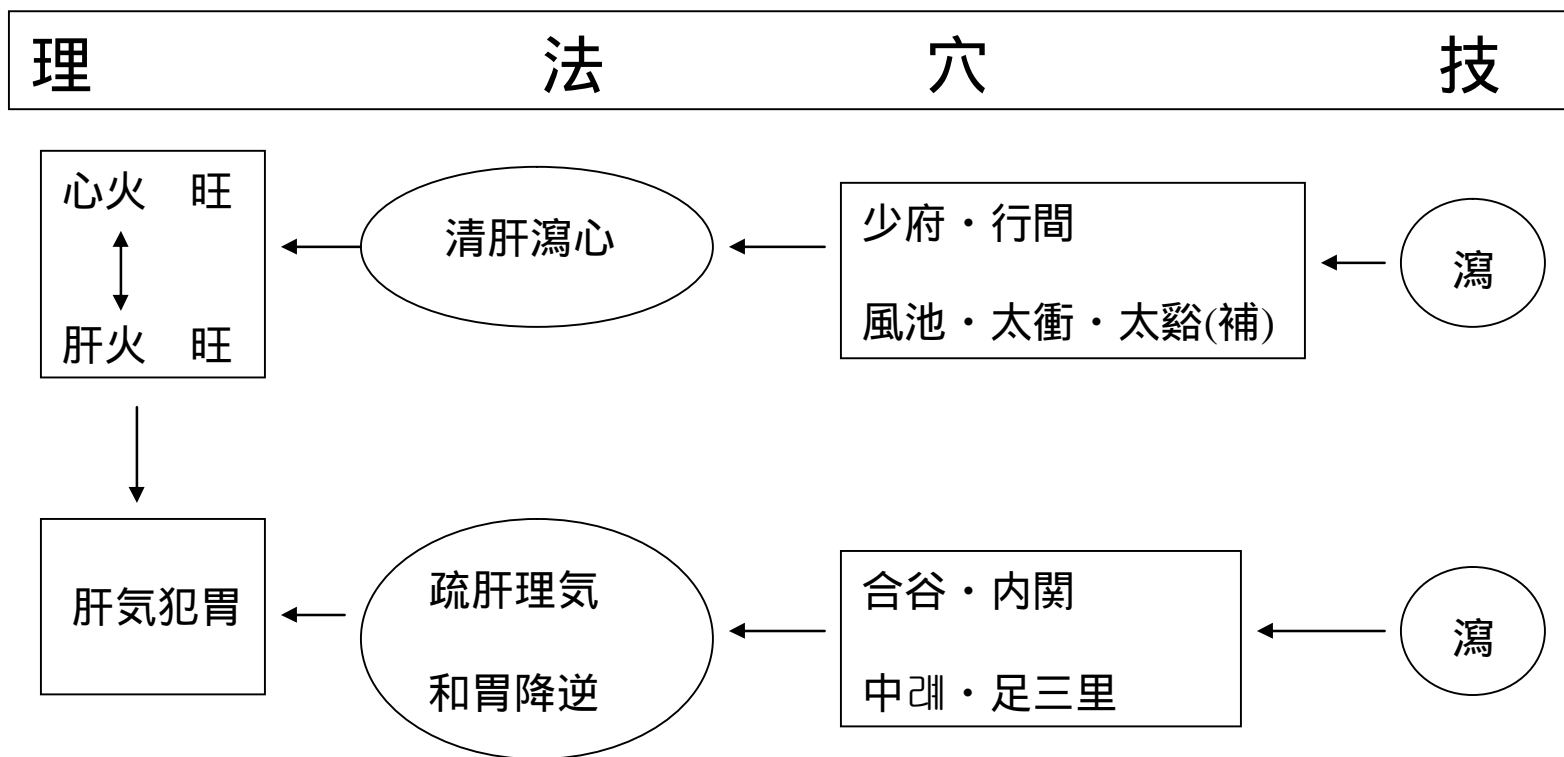 理 法 穴 技
心火 旺
肝火 旺
清肝瀉心
少府・行間
風池・太衝・太谿(補)
瀉
肝気犯胃
疏肝理気
和胃降逆
合谷・内関
中걔・足三里
瀉